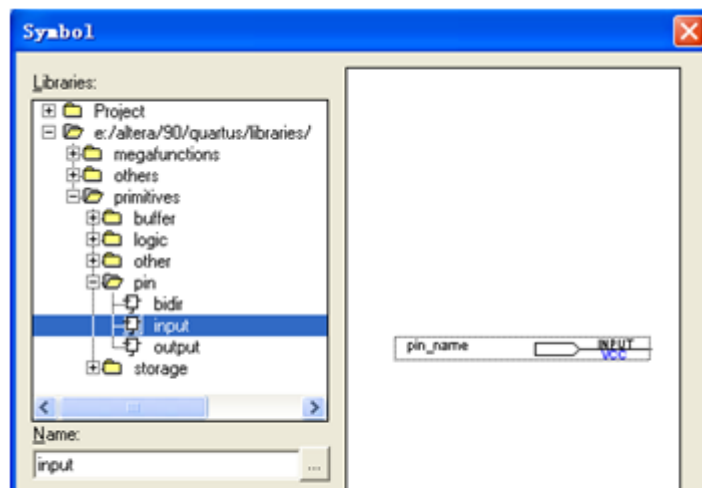 Symbol
Libraries:
Project
e:/altera/90/quartus/libraries/
megafunctions
others
primitives
buffer
logic
other
pin
bidir
input
output
storage
Name:
input
...
pin_name
INPUT
VCC